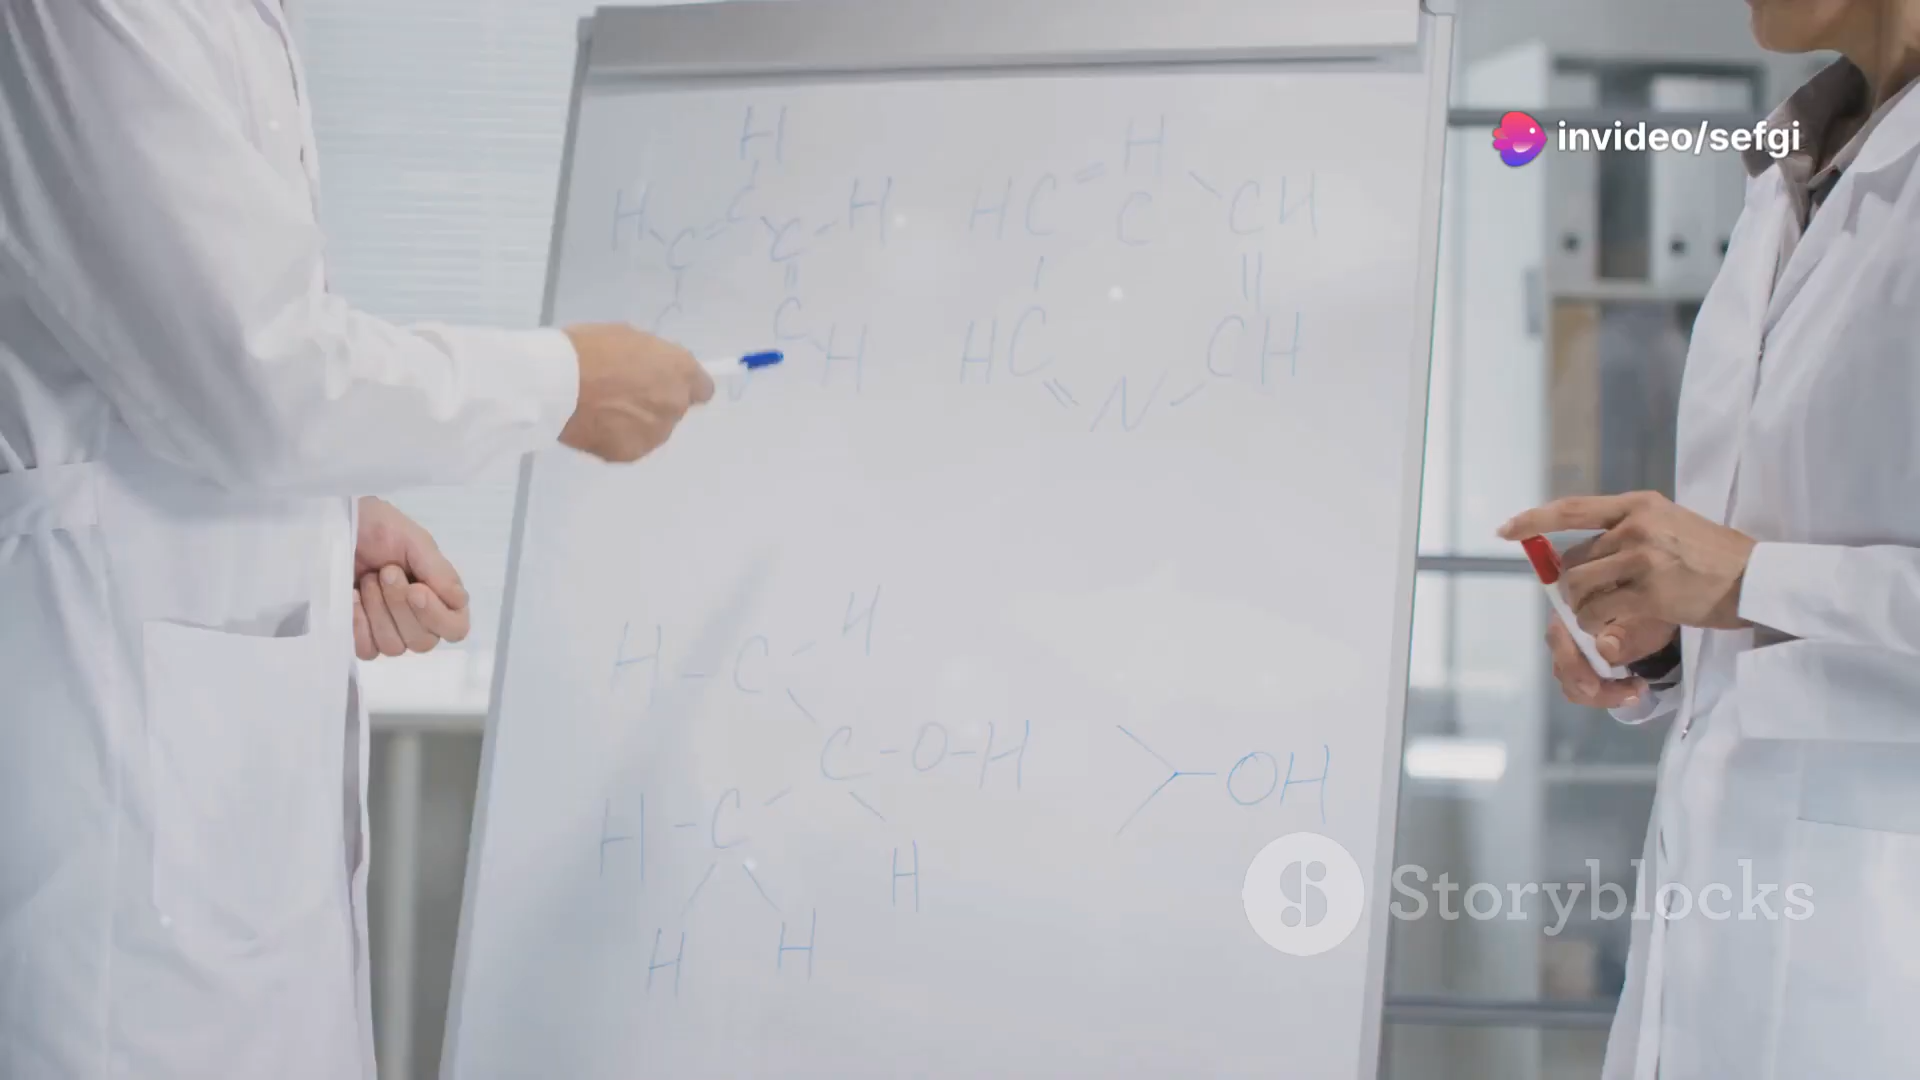 invideo/sefgi
H
H C C C H
C C H
H
HC C CH
HC CH
N
H C H
C O H
H C H
H H
OH
Storyblocks